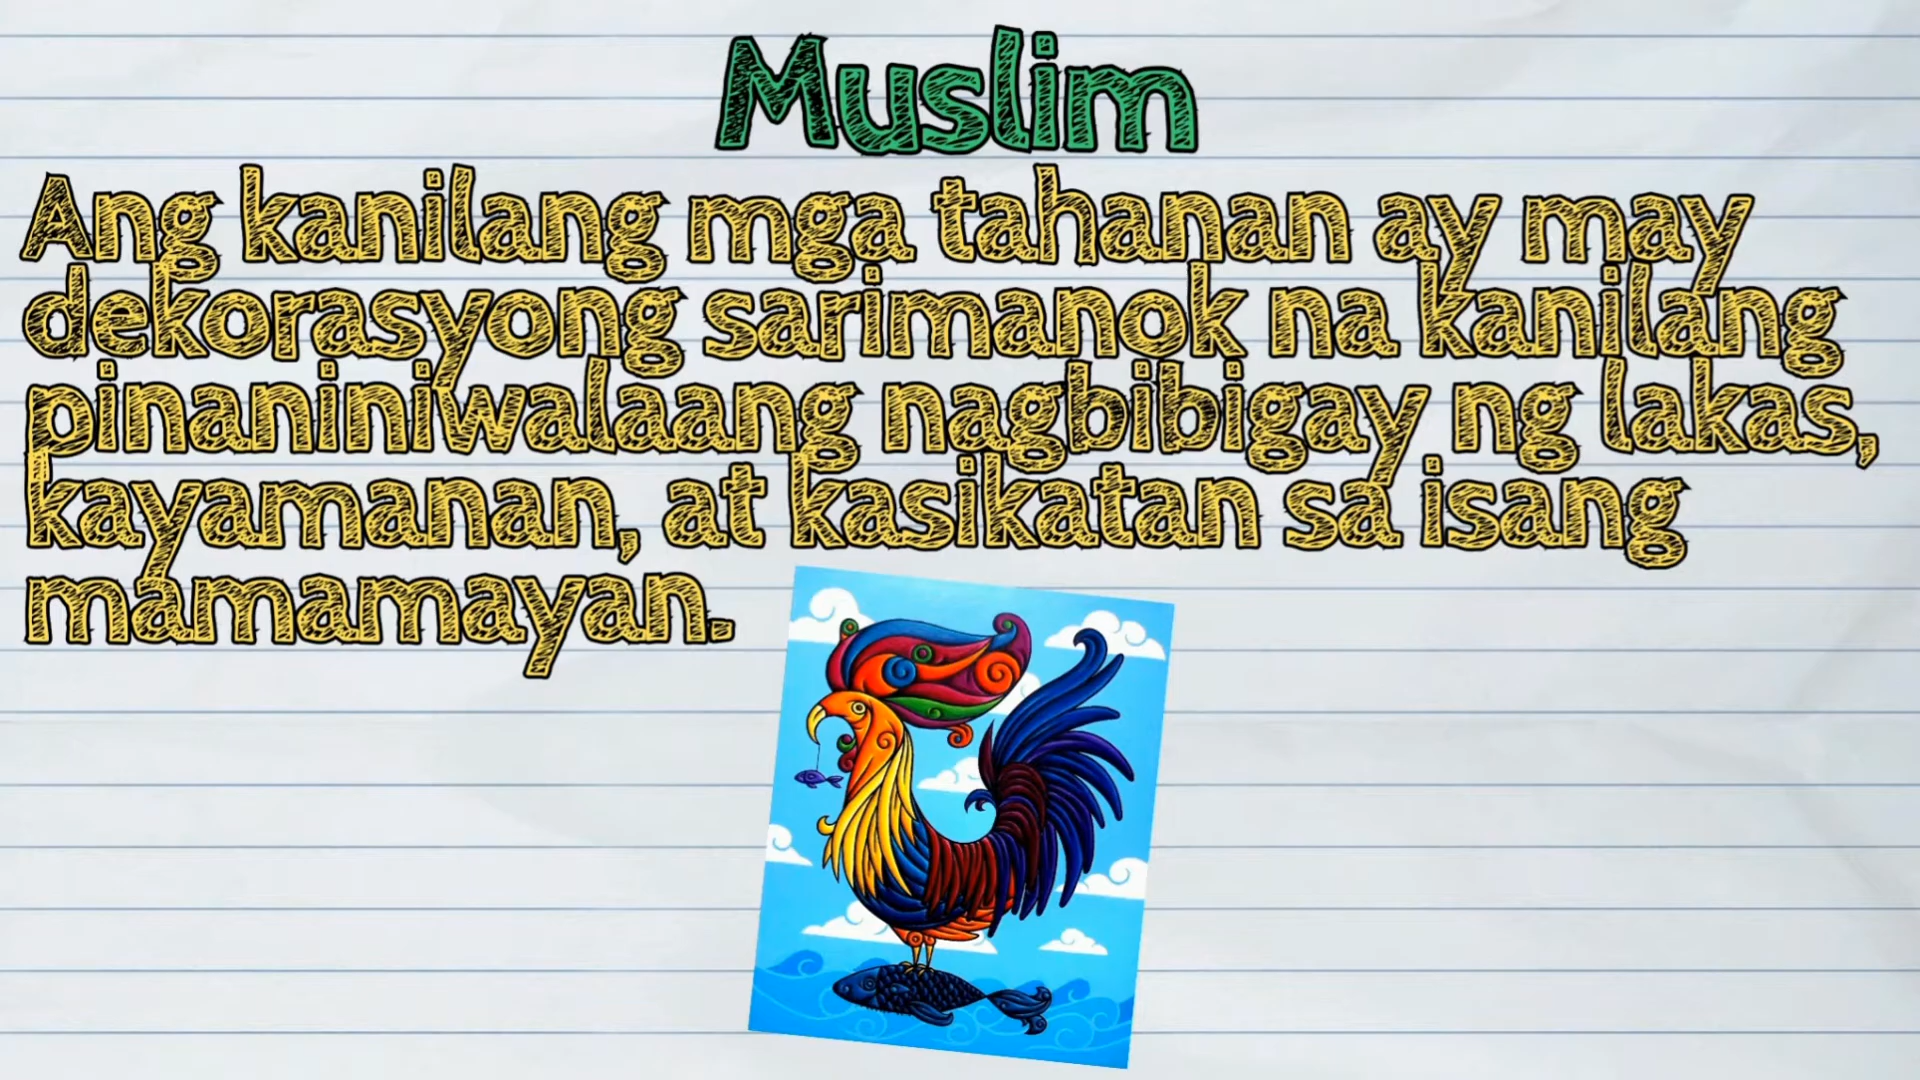 Muslim
Ang kanilang mga tahanan ay may
dekorasyong sarimanok na kanilang
pinaniniwalaang nagbibigay ng lakas,
kayamanan, at kasikatan sa isang
mamamayan.